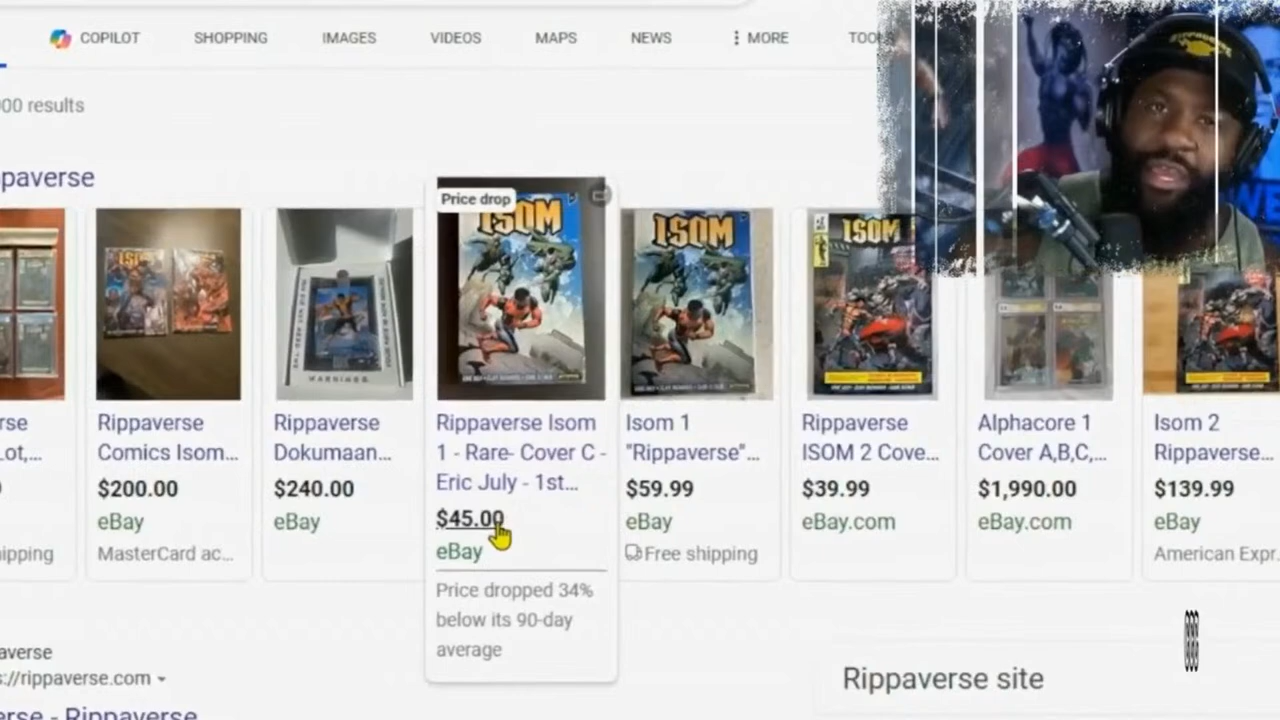 COPILOT SHOPPING IMAGES VIDEOS MAPS NEWS MORE TOOLS
00 results
paverse
Price drop
ISOM
ISOM
ISOM
WARNINGS
rse
Lot,...
Rippaverse
Comics Isom...
$200.00
eBay
MasterCard ac...
Rippaverse
Dokumaan...
$240.00
eBay
Rippaverse Isom
1 - Rare- Cover C -
Eric July - 1st...
$45.00
eBay
Price dropped 34%
below its 90-day
average
Isom 1
"Rippaverse"...
$59.99
eBay
Free shipping
Rippaverse
ISOM 2 Cove...
$39.99
eBay.com
Alphacore 1
Cover A,B,C,...
$1,990.00
eBay.com
Isom 2
Rippaverse...
$139.99
eBay
American Expr.
hipping
averse
s://rippaverse.com
erse - Rippaverse
Rippaverse site